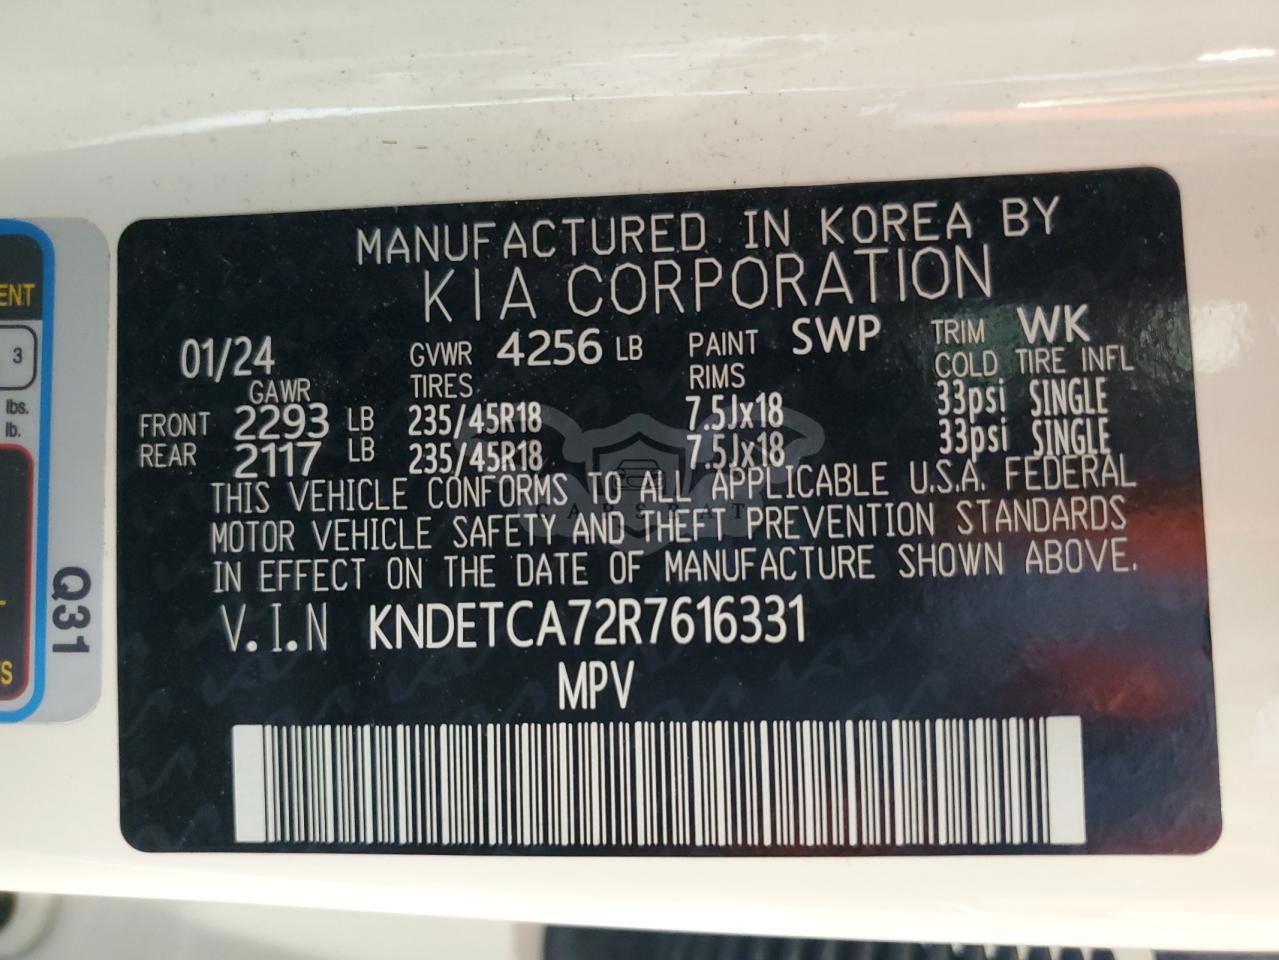 MANUFACTURED IN KOREA BY
KIA CORPORATION
01/24 GVWR 4256 LB PAINT SWP TRIM WK
GAWR TIRES RIMS COLD TIRE INFL
FRONT 2293 LB 235/45R18 7.5Jx18 33psi SINGLE
REAR 2117 LB 235/45R18 7.5Jx18 33psi SINGLE
THIS VEHICLE CONFORMS TO ALL APPLICABLE U.S.A. FEDERAL
MOTOR VEHICLE SAFETY AND THEFT PREVENTION STANDARDS
IN EFFECT ON THE DATE OF MANUFACTURE SHOWN ABOVE.
V.I.N KNDETCA72R7616331
MPV
3
lbs.
lb.
Q31